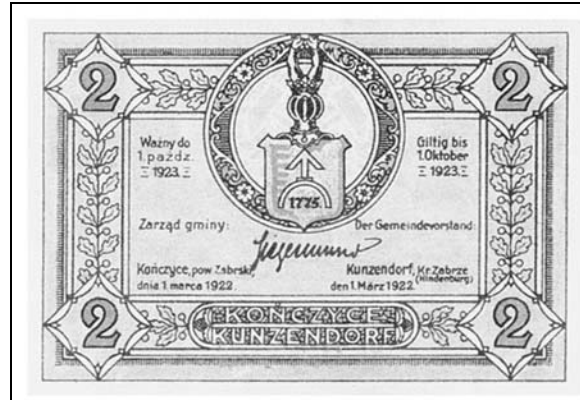 2
2
Ważny do
1. paźdz.
1923.
Giltig bis
1. Oktober
1923.
1775.
Zarząd gminy:
Der Gemeindevorstand:
Kończyce, pow. Zabrski,
dnia 1. marca 1922.
Kunzendorf, Kr. Zabrze
(Hindenburg)
den 1. März 1922.
2
KOŃCZYCE
KUNZENDORF
2